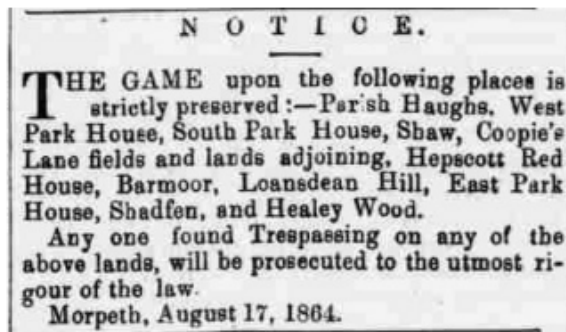 NOTICE.
THE GAME upon the following places is
strictly preserved:—Parish Haughs, West
Park House, South Park House, Shaw, Coopie's
Lane fields and lands adjoining, Hepscott Red
House, Barmoor, Loansdean Hill, East Park
House, Shadfen, and Healey Wood.
Any one found Trespassing on any of the
above lands, will be prosecuted to the utmost ri-
gour of the law.
Morpeth, August 17, 1864.